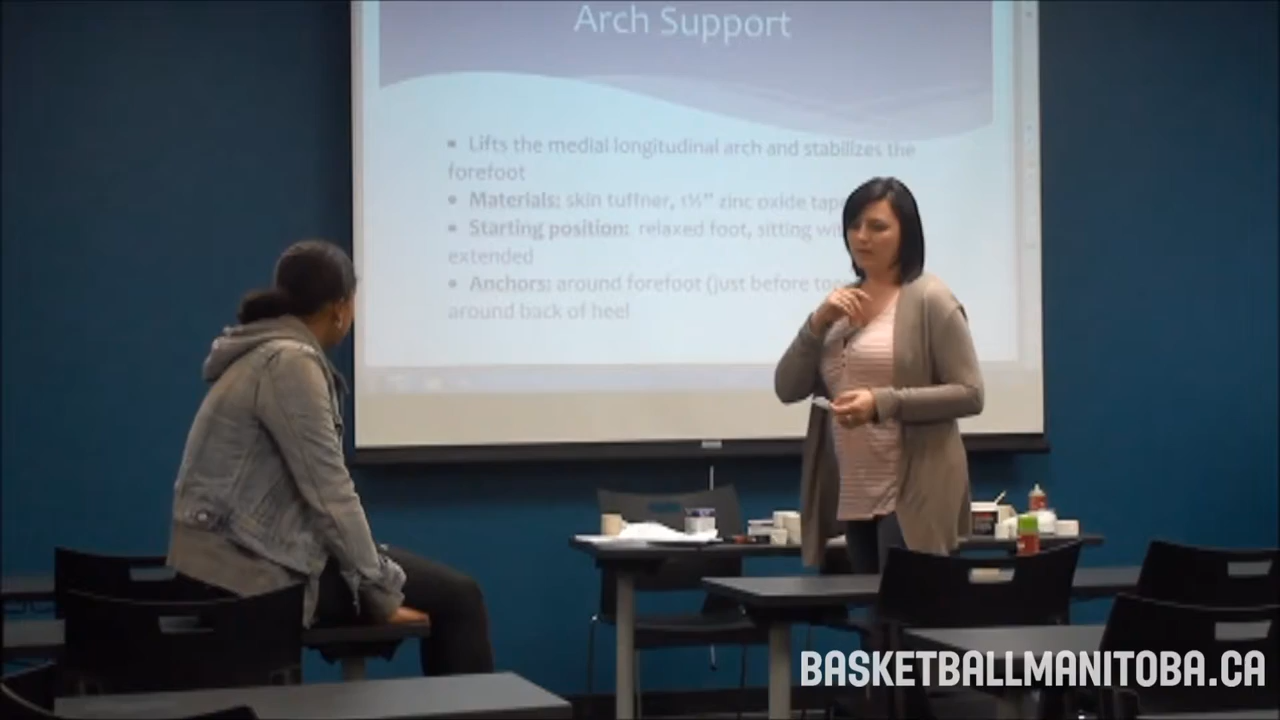 Arch Support
▪ Lifts the medial longitudinal arch and stabilizes the
forefoot
• Materials: skin tuffner, 1½" zinc oxide tape
• Starting position: relaxed foot, sitting
extended
• Anchors: around forefoot (just before
around back of heel
BASKETBALLMANITOBA.CA